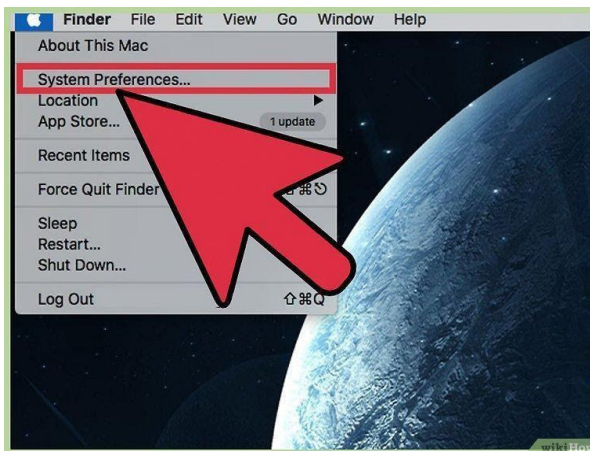 Finder File Edit View Go Window Help
About This Mac
System Preferences...
Location
App Store... 1 update
Recent Items
Force Quit Finder ⌘
Sleep
Restart...
Shut Down...
Log Out ⇧⌘Q
wikiHow